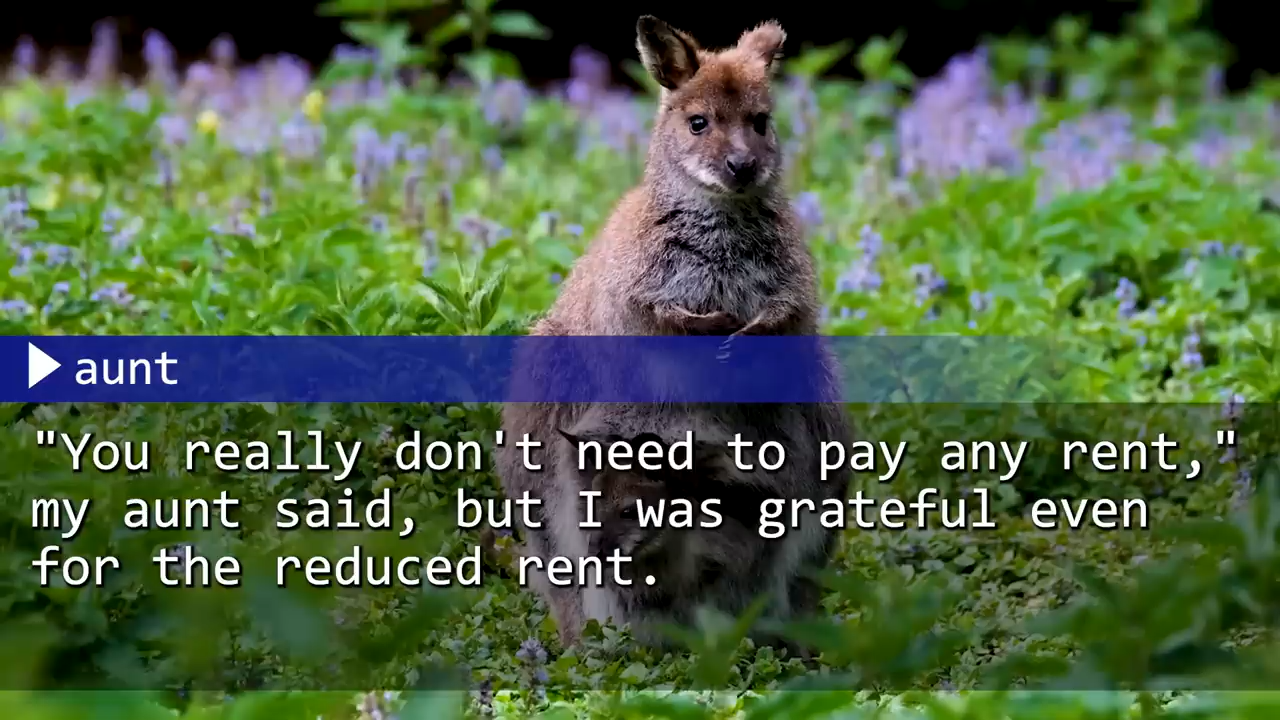 aunt
"You really don't need to pay any rent,"
my aunt said, but I was grateful even
for the reduced rent.